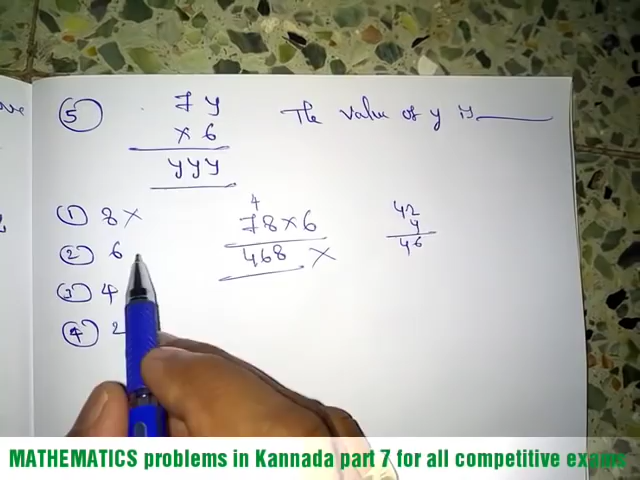 5
7y
The value of y is
× 6
yyy
1 8 ×
2 6
3 4
4 2
4
78×6
468 ×
42
4
46
MATHEMATICS problems in Kannada part 7 for all competitive exams